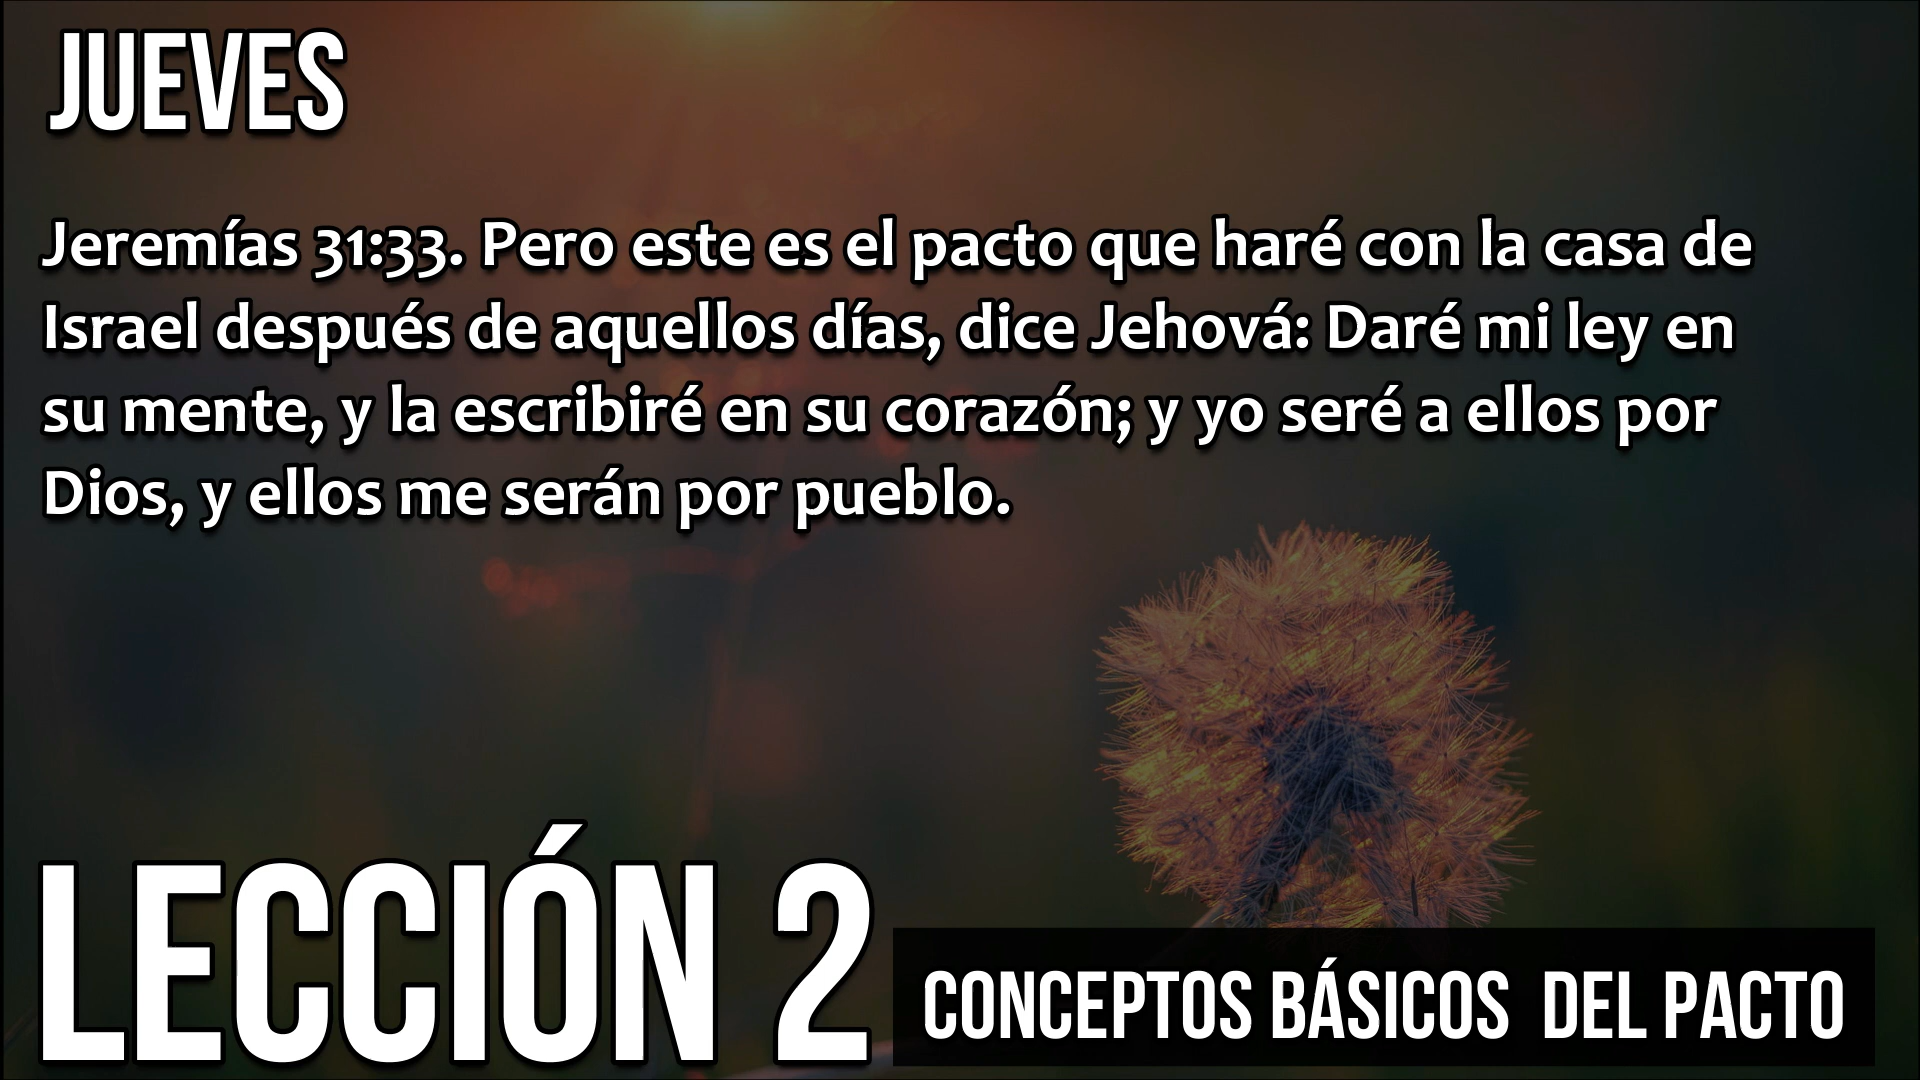 JUEVES
Jeremías 31:33. Pero este es el pacto que haré con la casa de
Israel después de aquellos días, dice Jehová: Daré mi ley en
su mente, y la escribiré en su corazón; y yo seré a ellos por
Dios, y ellos me serán por pueblo.
LECCIÓN 2
CONCEPTOS BÁSICOS DEL PACTO